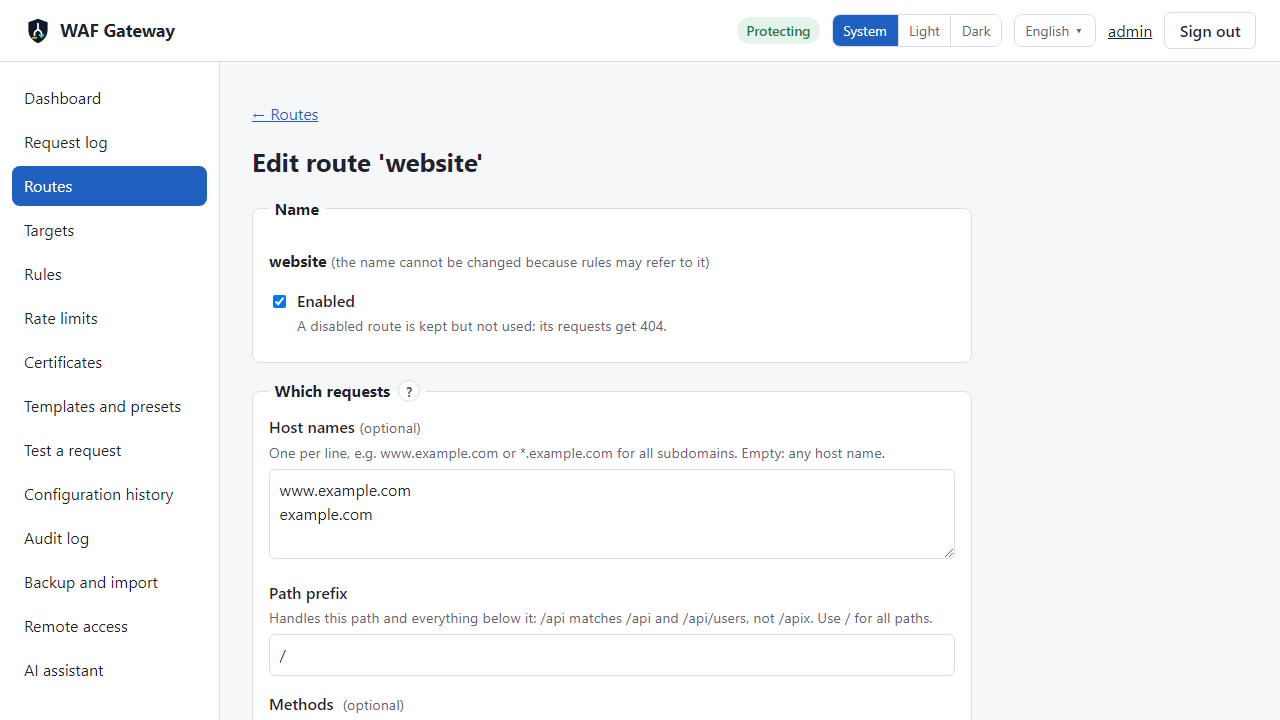 WAF Gateway
Protecting
System
Light
Dark
English
admin
Sign out
Dashboard
Request log
Routes
Targets
Rules
Rate limits
Certificates
Templates and presets
Test a request
Configuration history
Audit log
Backup and import
Remote access
AI assistant
← Routes
Edit route 'website'
Name
website (the name cannot be changed because rules may refer to it)
Enabled
A disabled route is kept but not used: its requests get 404.
Which requests ?
Host names (optional)
One per line, e.g. www.example.com or *.example.com for all subdomains. Empty: any host name.
www.example.com
example.com
Path prefix
Handles this path and everything below it: /api matches /api and /api/users, not /apix. Use / for all paths.
/
Methods (optional)